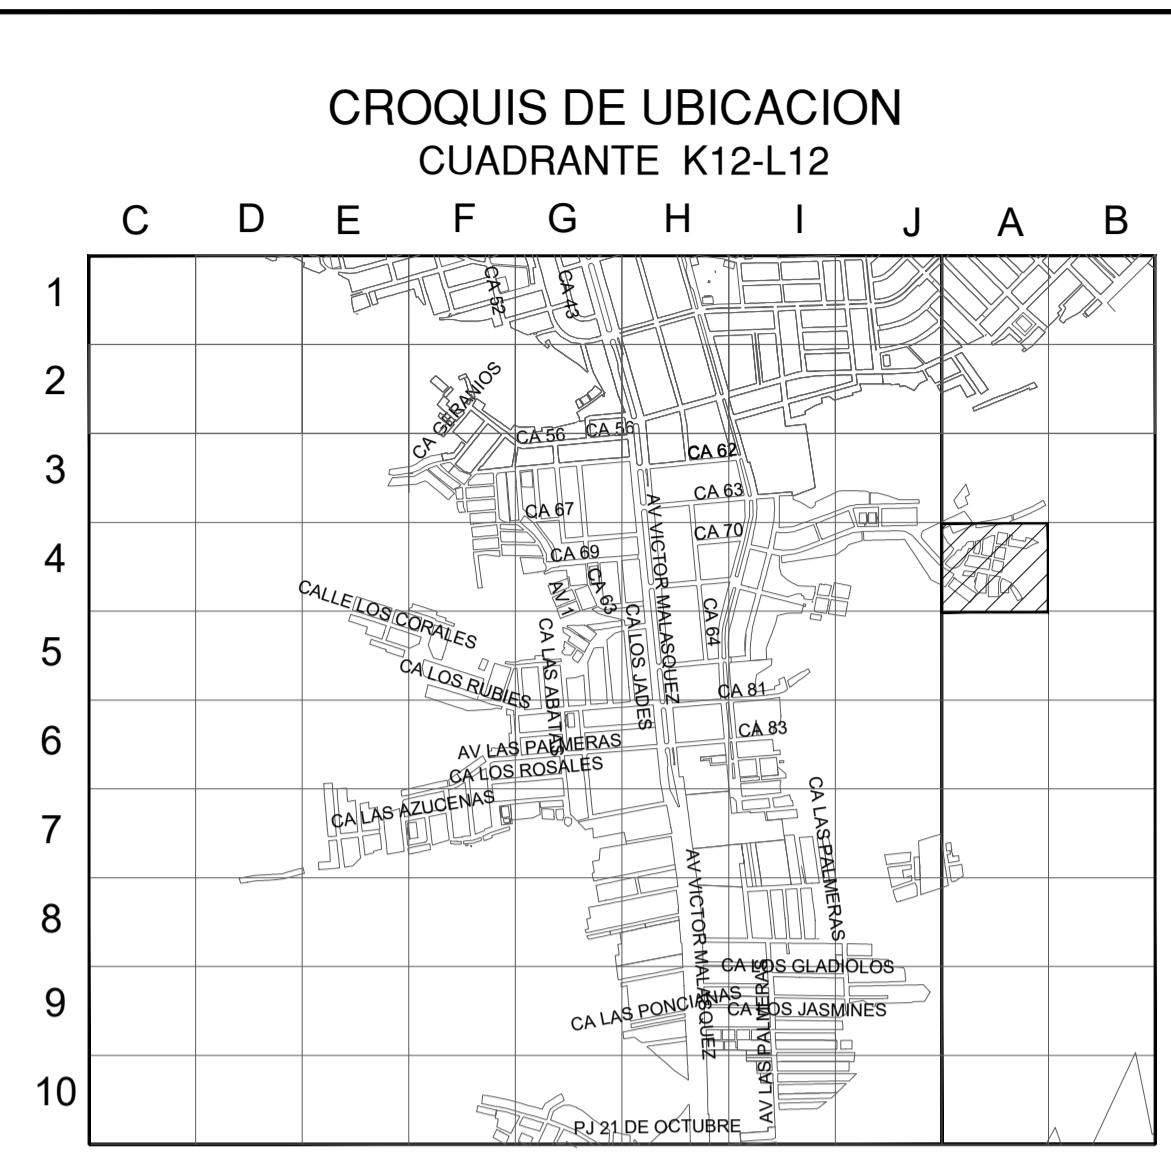 CROQUIS DE UBICACION
CUADRANTE K12-L12
C D E F G H I J A B
1
CA 52
CA 43
2
CA GERANIOS
CA 56
CA 56
3
CA 62
CA 63
CA 67
AV VICTOR MALASQUEZ
4
CA 70
CA 69
CA 63
AV 1
CALLE LOS CORALES
CA 64
CA LOS JADES
5
CA LAS ABATAS
CA LOS RUBIES
CA 81
6
CA 83
AV LAS PALMERAS
CA LOS ROSALES
CA LAS PALMERAS
7
CA LAS AZUCENAS
AV VICTOR MALASQUEZ
8
CA LOS GLADIOLOS
9
CA LAS PONCIANAS
CA LOS JASMINES
AV LAS PALMERAS
10
PJ 21 DE OCTUBRE